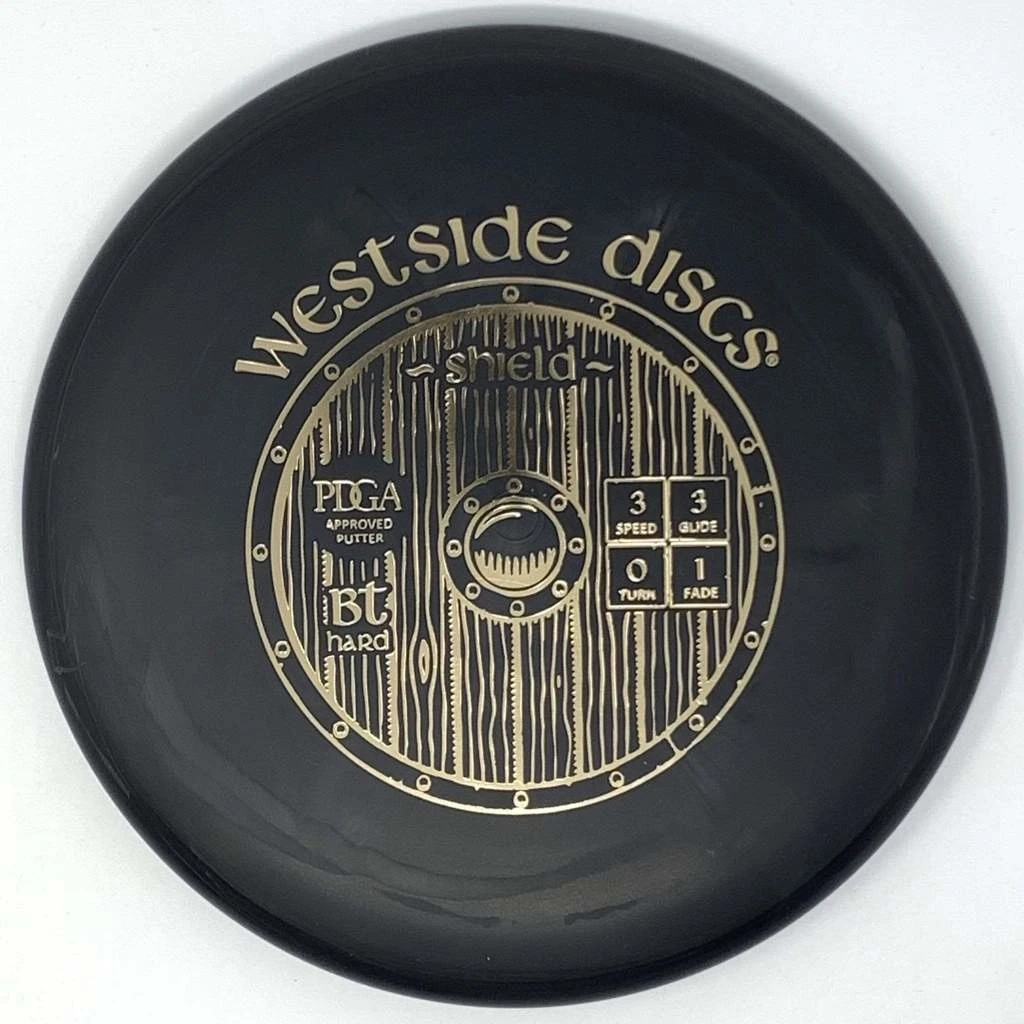 Westside discs®
~ shield ~
PDGA
APPROVED
PUTTER
Bt
hard
3 3
SPEED GLIDE
0 1
TURN FADE